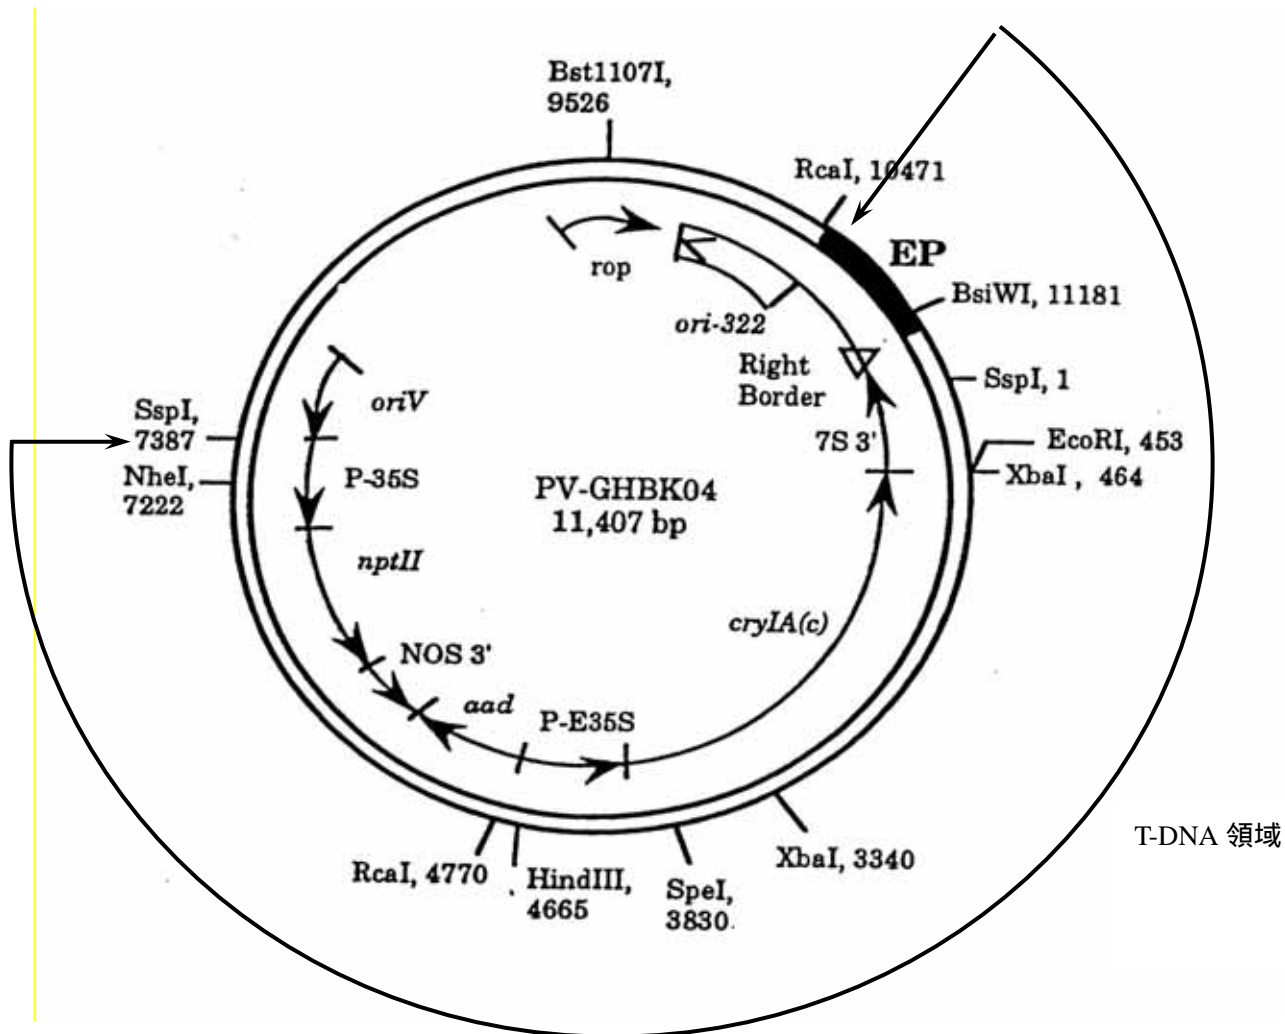 Bst1107I,
9526
RcaI, 10471
EP
BsiWI, 11181
rop
ori-322
Right
Border
SspI, 1
oriV
SspI,
7387
7S 3'
EcoRI, 453
XbaI , 464
NheI,
7222
P-35S
PV-GHBK04
11,407 bp
nptII
cryIA(c)
NOS 3'
aad
P-E35S
T-DNA 領域
XbaI, 3340
RcaI, 4770
HindIII,
4665
SpeI,
3830